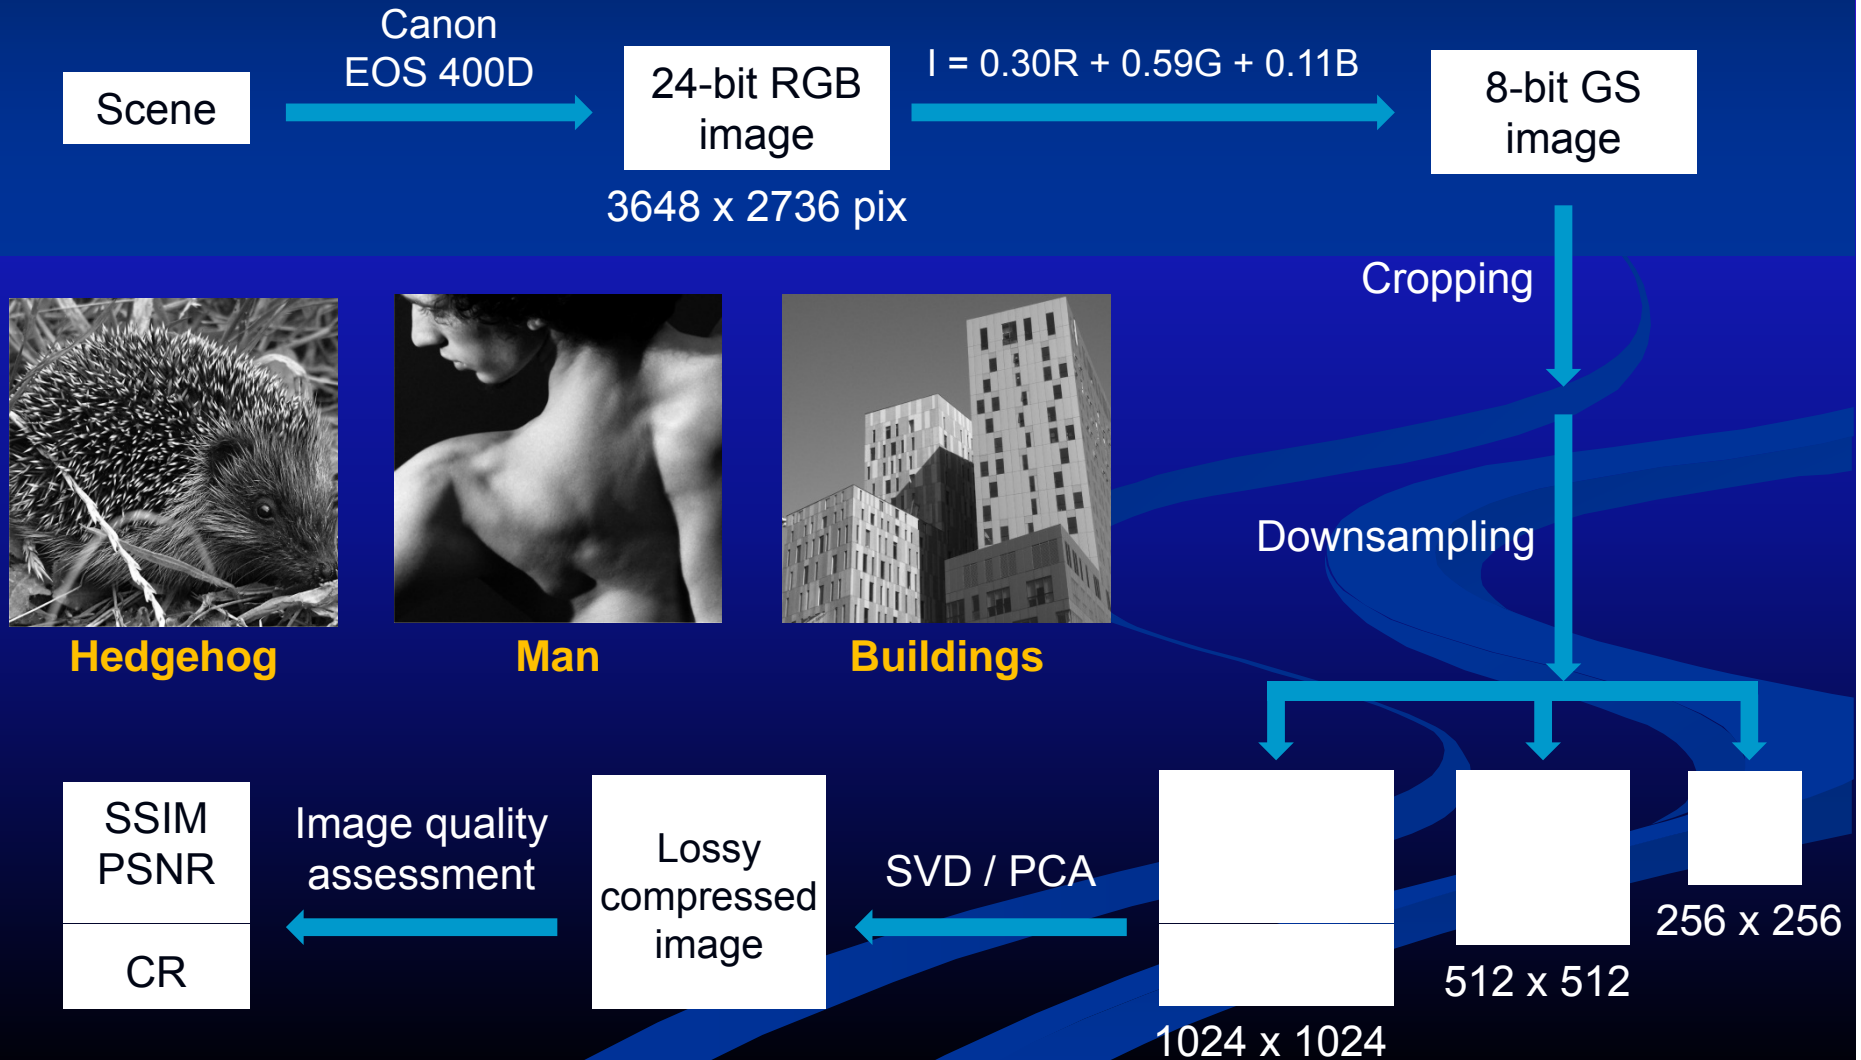 Scene
Canon
EOS 400D
24-bit RGB
image
3648 x 2736 pix
I = 0.30R + 0.59G + 0.11B
8-bit GS
image
Cropping
Downsampling
Hedgehog
Man
Buildings
1024 x 1024
512 x 512
256 x 256
SVD / PCA
Lossy
compressed
image
Image quality
assessment
SSIM
PSNR
CR